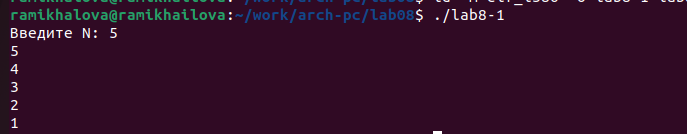 ramikhalova@ramikhailova:~/work/arch-pc/lab08$ ./lab8-1
Введите N: 5
5
4
3
2
1